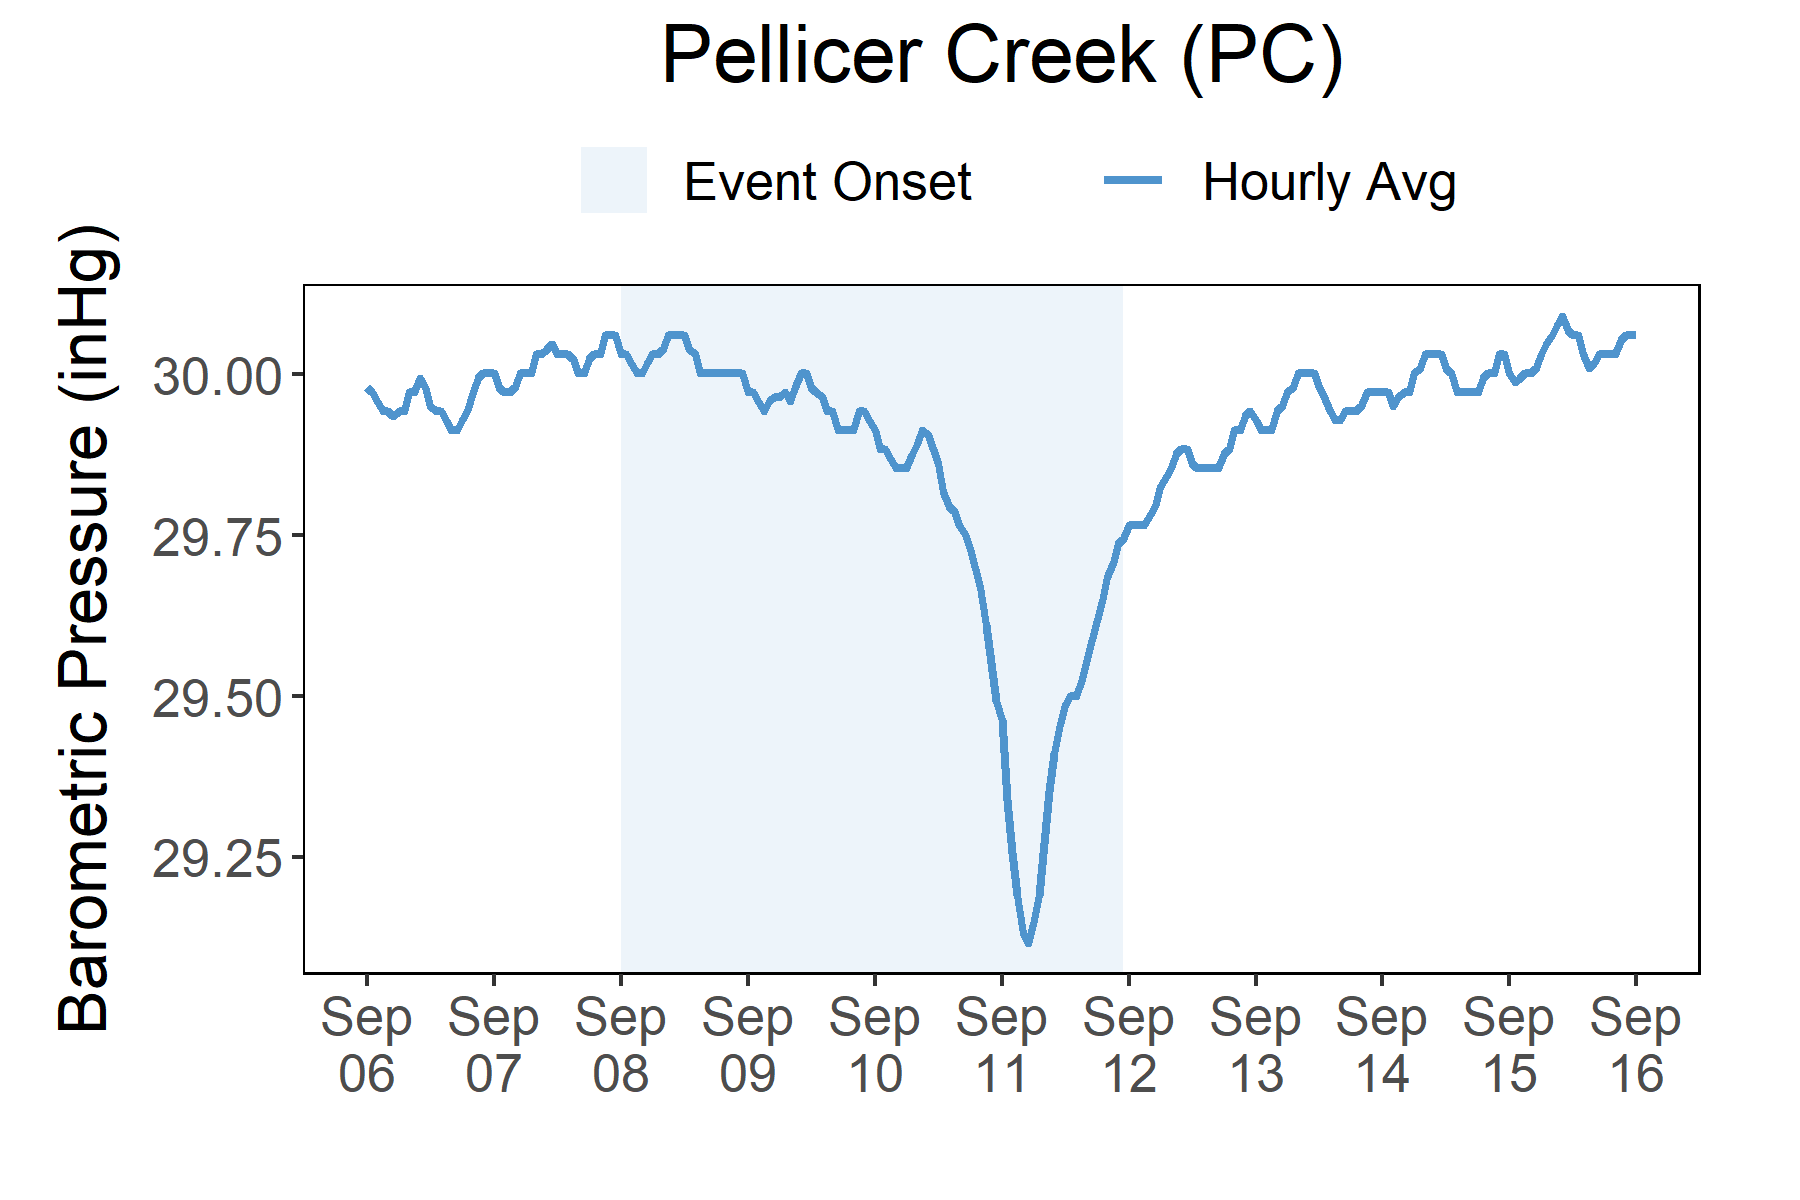 Pellicer Creek (PC)
Event Onset
Hourly Avg
Barometric Pressure (inHg)
30.00
29.75
29.50
29.25
Sep 06
Sep 07
Sep 08
Sep 09
Sep 10
Sep 11
Sep 12
Sep 13
Sep 14
Sep 15
Sep 16